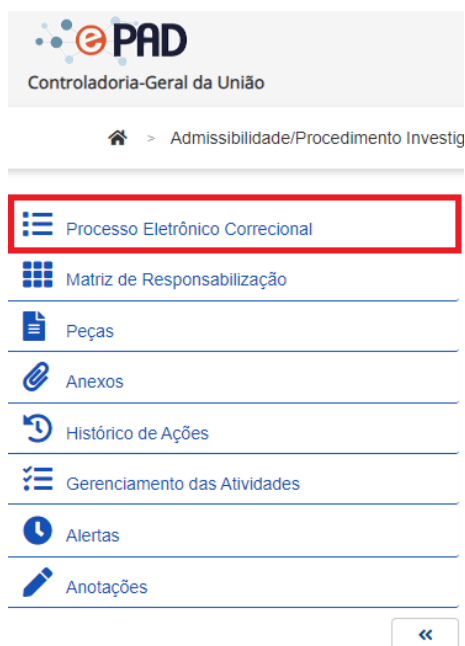 ePAD
Controladoria-Geral da União
> Admissibilidade/Procedimento Investig
Processo Eletrônico Correcional
Matriz de Responsabilização
Peças
Anexos
Histórico de Ações
Gerenciamento das Atividades
Alertas
Anotações
«